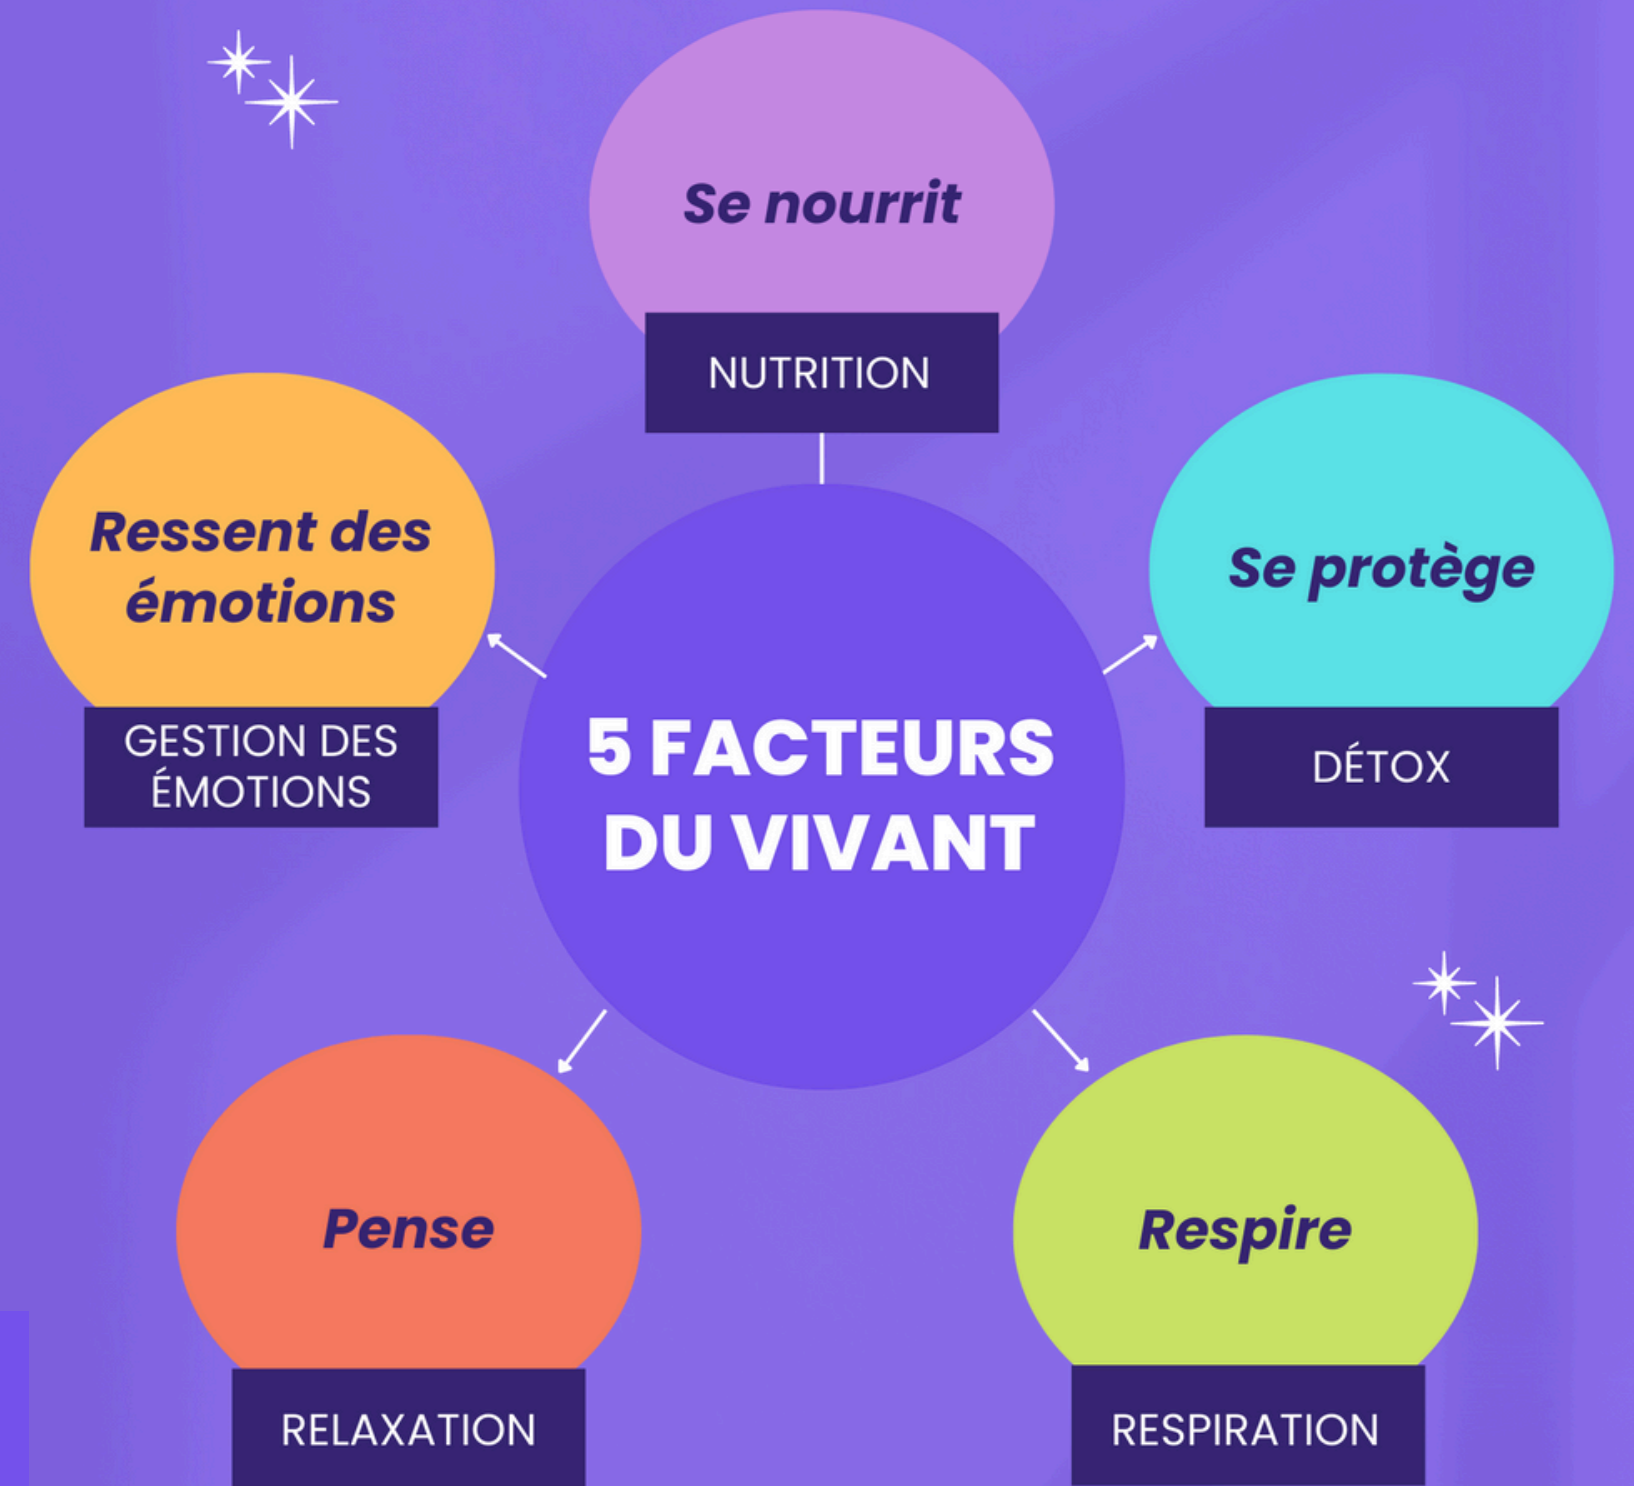 Se nourrit
NUTRITION
Ressent des
émotions
GESTION DES
ÉMOTIONS
Se protège
DÉTOX
5 FACTEURS
DU VIVANT
Pense
RELAXATION
Respire
RESPIRATION